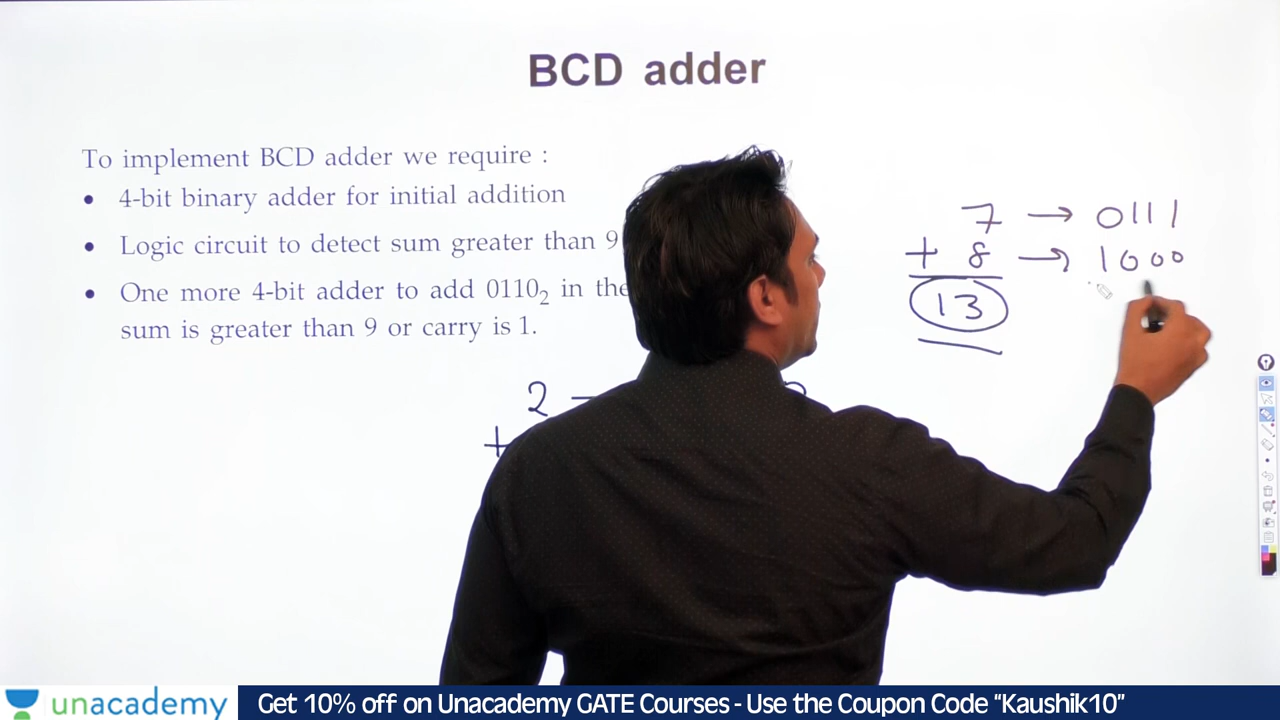 BCD adder
To implement BCD adder we require :
• 4-bit binary adder for initial addition
• Logic circuit to detect sum greater than 9
• One more 4-bit adder to add 0110₂ in the
sum is greater than 9 or carry is 1.
7 → 0111
+ 8 → 1000
13
2
+
unacademy
Get 10% off on Unacademy GATE Courses - Use the Coupon Code “Kaushik10”